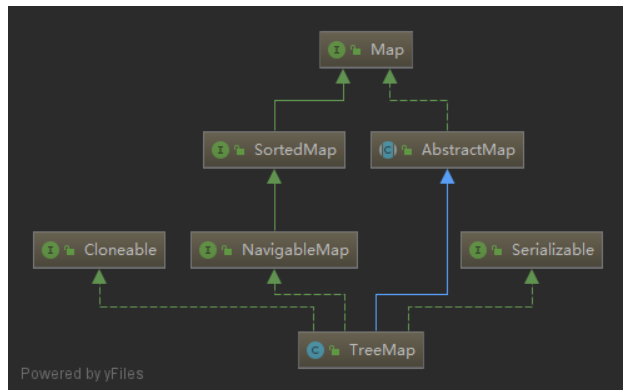 Map
SortedMap
AbstractMap
Cloneable
NavigableMap
Serializable
TreeMap
Powered by yFiles